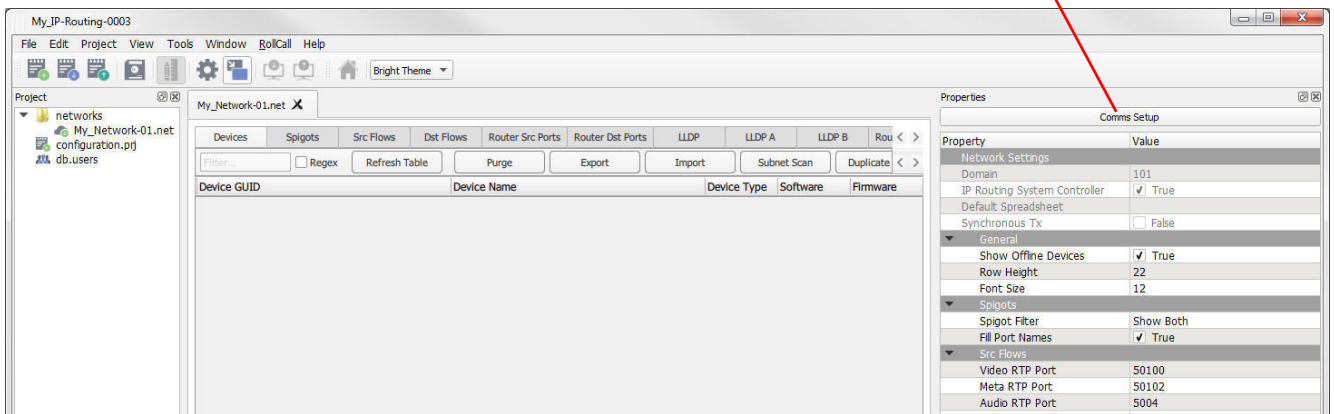 My_IP-Routing-0003
File Edit Project View Tools Window RollCall Help
Bright Theme
Project
networks
My_Network-01.net
configuration.prj
db.users
My_Network-01.net X
Devices Spigots Src Flows Dst Flows Router Src Ports Router Dst Ports LLDP LLDP A LLDP B Rou
Filter... Regex Refresh Table Purge Export Import Subnet Scan Duplicate
Device GUID Device Name Device Type Software Firmware
Properties
Comms Setup
Property Value
Network Settings
Domain 101
IP Routing System Controller True
Default Spreadsheet
Synchronous Tx False
General
Show Offline Devices True
Row Height 22
Font Size 12
Spigots
Spigot Filter Show Both
Fill Port Names True
Src Flows
Video RTP Port 50100
Meta RTP Port 50102
Audio RTP Port 5004